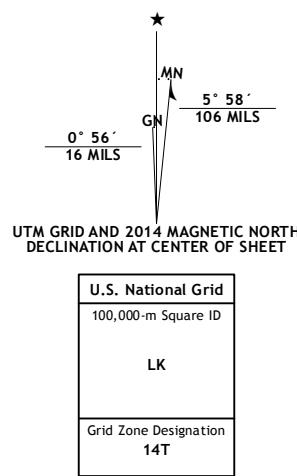 ★
MN
5° 58´
106 MILS
GN
0° 56´
16 MILS
UTM GRID AND 2014 MAGNETIC NORTH
DECLINATION AT CENTER OF SHEET
U.S. National Grid
100,000-m Square ID
LK
Grid Zone Designation
14T